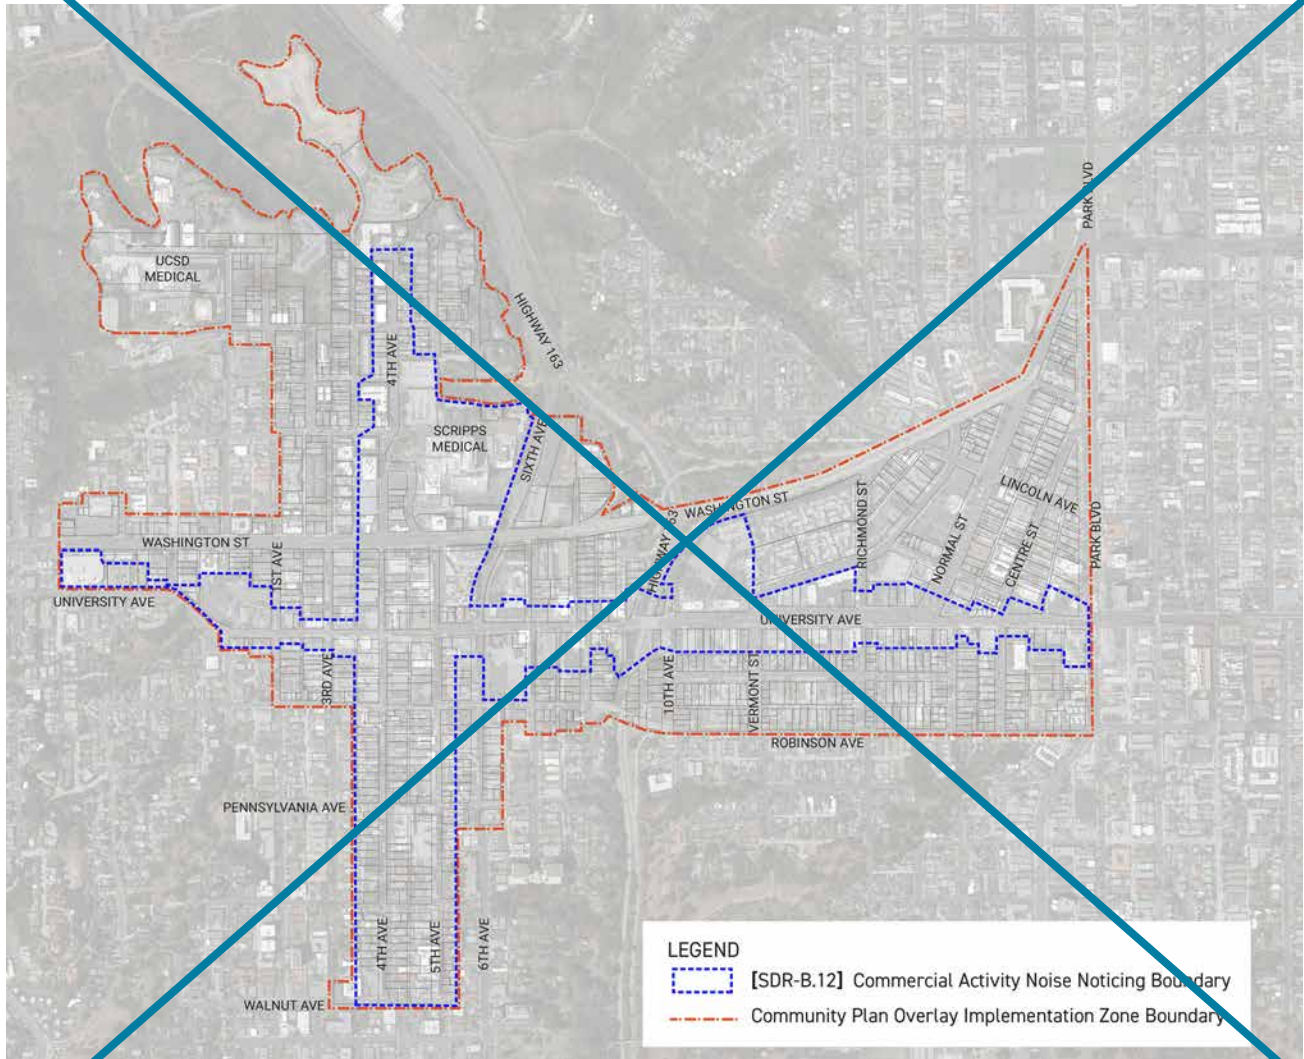 PARK BLVD
UCSD
MEDICAL
HIGHWAY 163
4TH AVE
SCRIPPS
MEDICAL
SIXTH AVE
WASHINGTON ST
LINCOLN AVE
RICHMOND ST
WASHINGTON ST
1ST AVE
HIGHWAY 163
NORMAL ST
CENTRE ST
PARK BLVD
UNIVERSITY AVE
UNIVERSITY AVE
3RD AVE
10TH AVE
VERMONT ST
ROBINSON AVE
PENNSYLVANIA AVE
4TH AVE
5TH AVE
6TH AVE
WALNUT AVE
LEGEND
[SDR-B.12] Commercial Activity Noise Noticing Boundary
Community Plan Overlay Implementation Zone Boundary